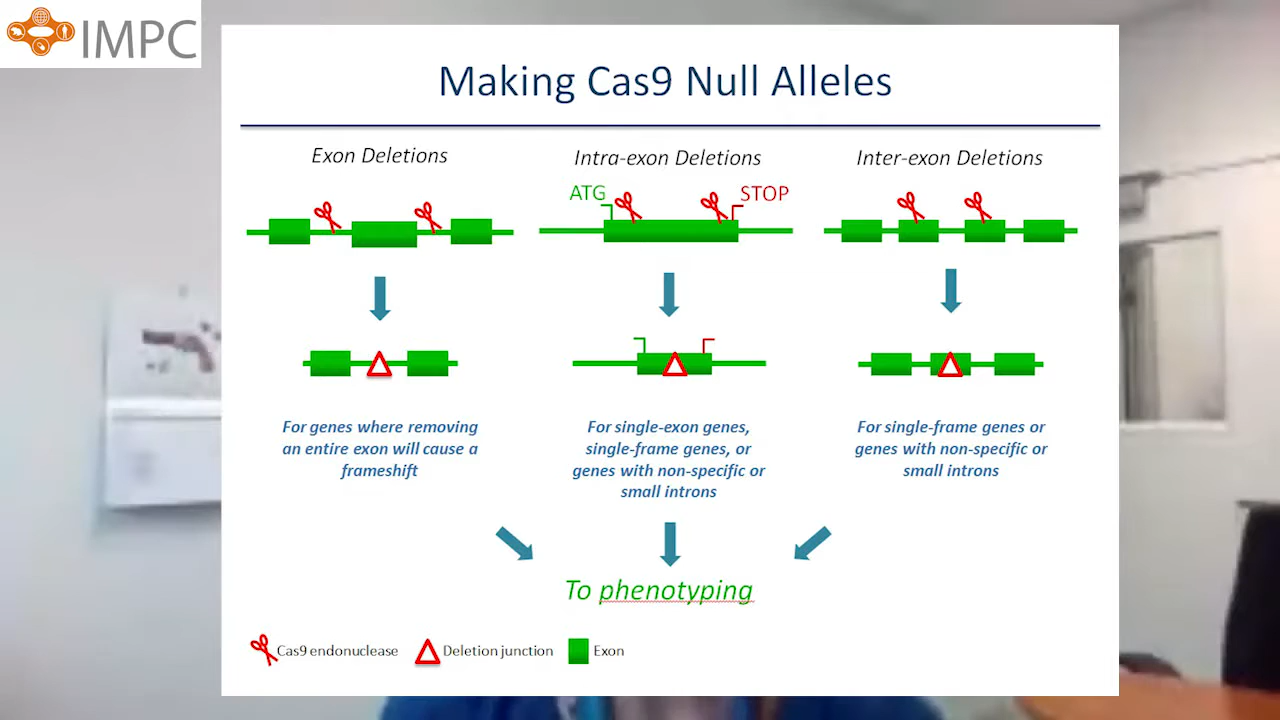 IMPC
Making Cas9 Null Alleles
Exon Deletions
Intra-exon Deletions
Inter-exon Deletions
ATG
STOP
For genes where removing
an entire exon will cause a
frameshift
For single-exon genes,
single-frame genes, or
genes with non-specific or
small introns
For single-frame genes or
genes with non-specific or
small introns
To phenotyping
Cas9 endonuclease
Deletion junction
Exon